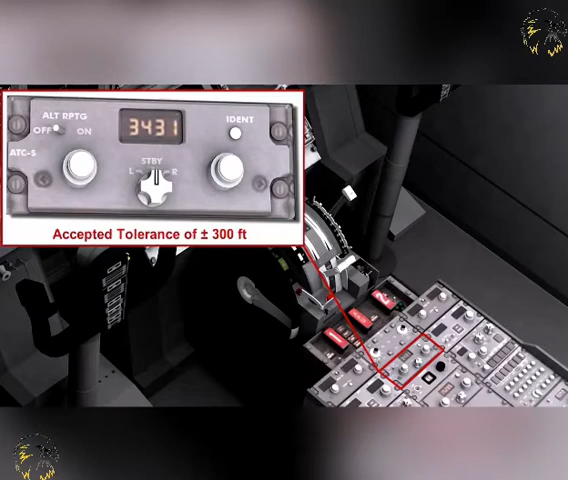 ALT RPTG
OFF ON
3431
IDENT
ATC-S
STBY
L R
Accepted Tolerance of ± 300 ft